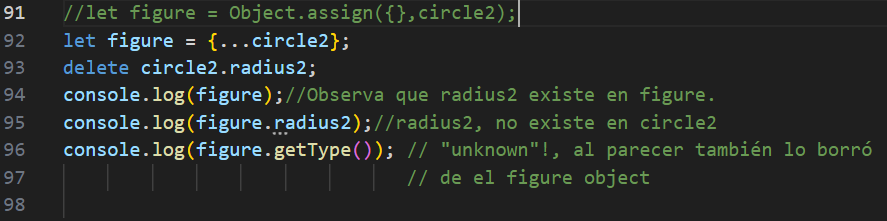 91 //let figure = Object.assign({},circle2);
92 let figure = {...circle2};
93 delete circle2.radius2;
94 console.log(figure);//Observa que radius2 existe en figure.
95 console.log(figure.radius2);//radius2, no existe en circle2
96 console.log(figure.getType()); // "unknown"!, al parecer también lo borró
97 // de el figure object
98